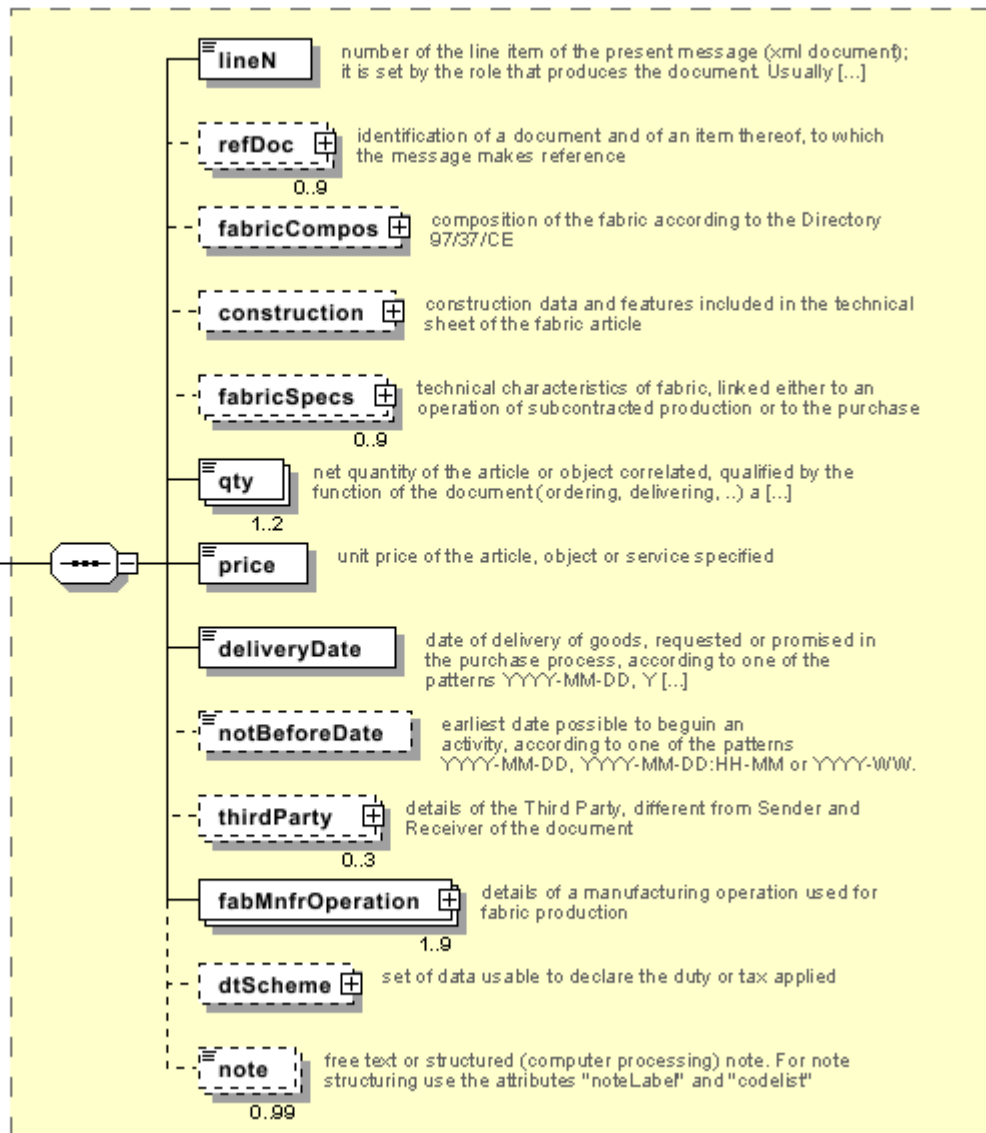 lineN
number of the line item of the present message (xml document);
it is set by the role that produces the document. Usually [...]
refDoc
identification of a document and of an item thereof, to which
the message makes reference
0..9
fabricCompos
composition of the fabric according to the Directory
97/37/CE
construction
construction data and features included in the technical
sheet of the fabric article
fabricSpecs
technical characteristics of fabric, linked either to an
operation of subcontracted production or to the purchase
0..9
qty
net quantity of the article or object correlated, qualified by the
function of the document (ordering, delivering, ..) a [...]
1..2
price
unit price of the article, object or service specified
deliveryDate
date of delivery of goods, requested or promised in
the purchase process, according to one of the
patterns YYYY-MM-DD, Y [...]
notBeforeDate
earliest date possible to beguin an
activity, according to one of the patterns
YYYY-MM-DD, YYYY-MM-DD:HH-MM or YYYY-WW.
thirdParty
details of the Third Party, different from Sender and
Receiver of the document
0..3
fabMnfrOperation
details of a manufacturing operation used for
fabric production
1..9
dtScheme
set of data usable to declare the duty or tax applied
note
free text or structured (computer processing) note. For note
structuring use the attributes "noteLabel" and "codelist"
0..99